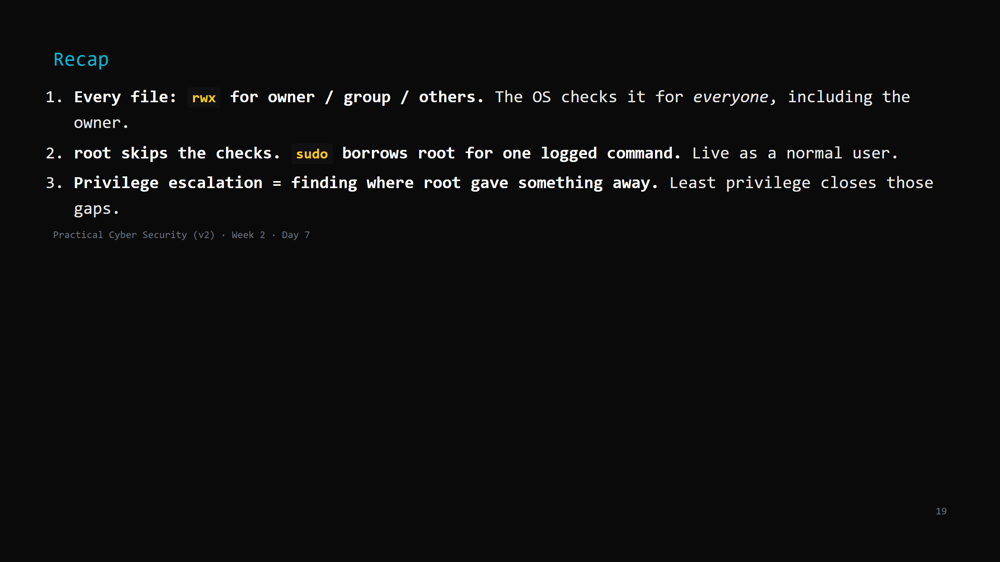 Recap
1. Every file: rwx for owner / group / others. The OS checks it for everyone, including the
owner.
2. root skips the checks. sudo borrows root for one logged command. Live as a normal user.
3. Privilege escalation = finding where root gave something away. Least privilege closes those
gaps.
Practical Cyber Security (v2) · Week 2 · Day 7
19